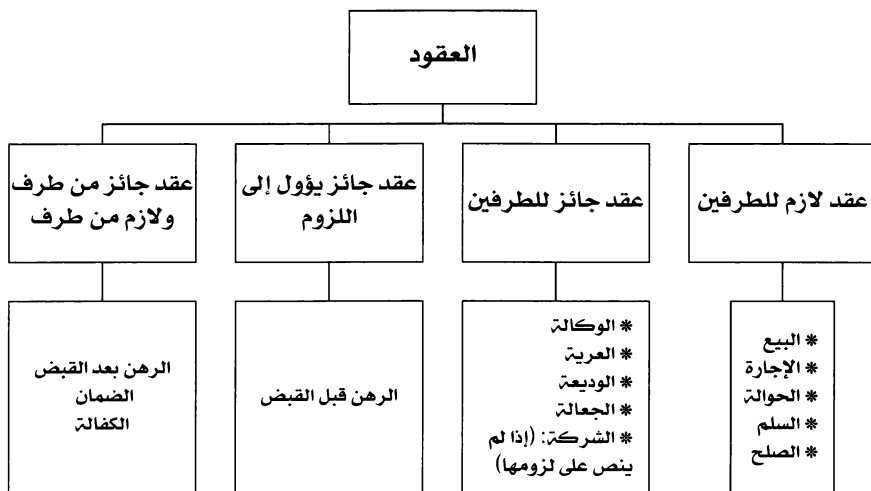 العقود
عقد لازم للطرفين
عقد جائز للطرفين
عقد جائز يؤول إلى
اللزوم
عقد جائز من طرف
ولازم من طرف
* البيع
* الإجارة
* الحوالة
* السلم
* الصلح
* الوكالة
* العرية
* الوديعة
* الجعالة
* الشركة: (إذا لم
ينص على لزومها)
الرهن قبل القبض
الرهن بعد القبض
الضمان
الكفالة